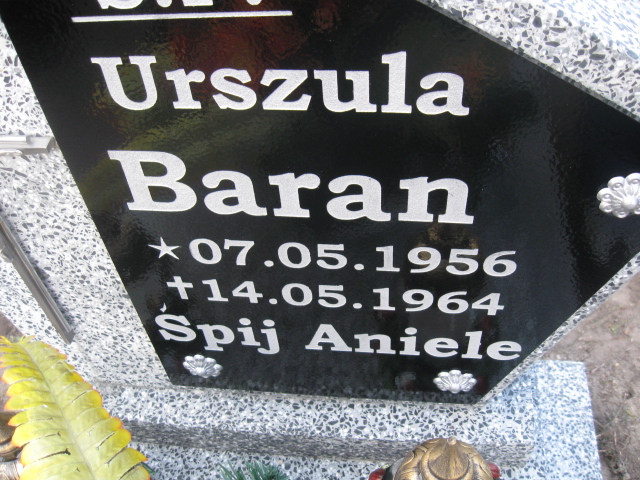 Ś.P.
Urszula
Baran
★07.05.1956
✝14.05.1964
Śpij Aniele